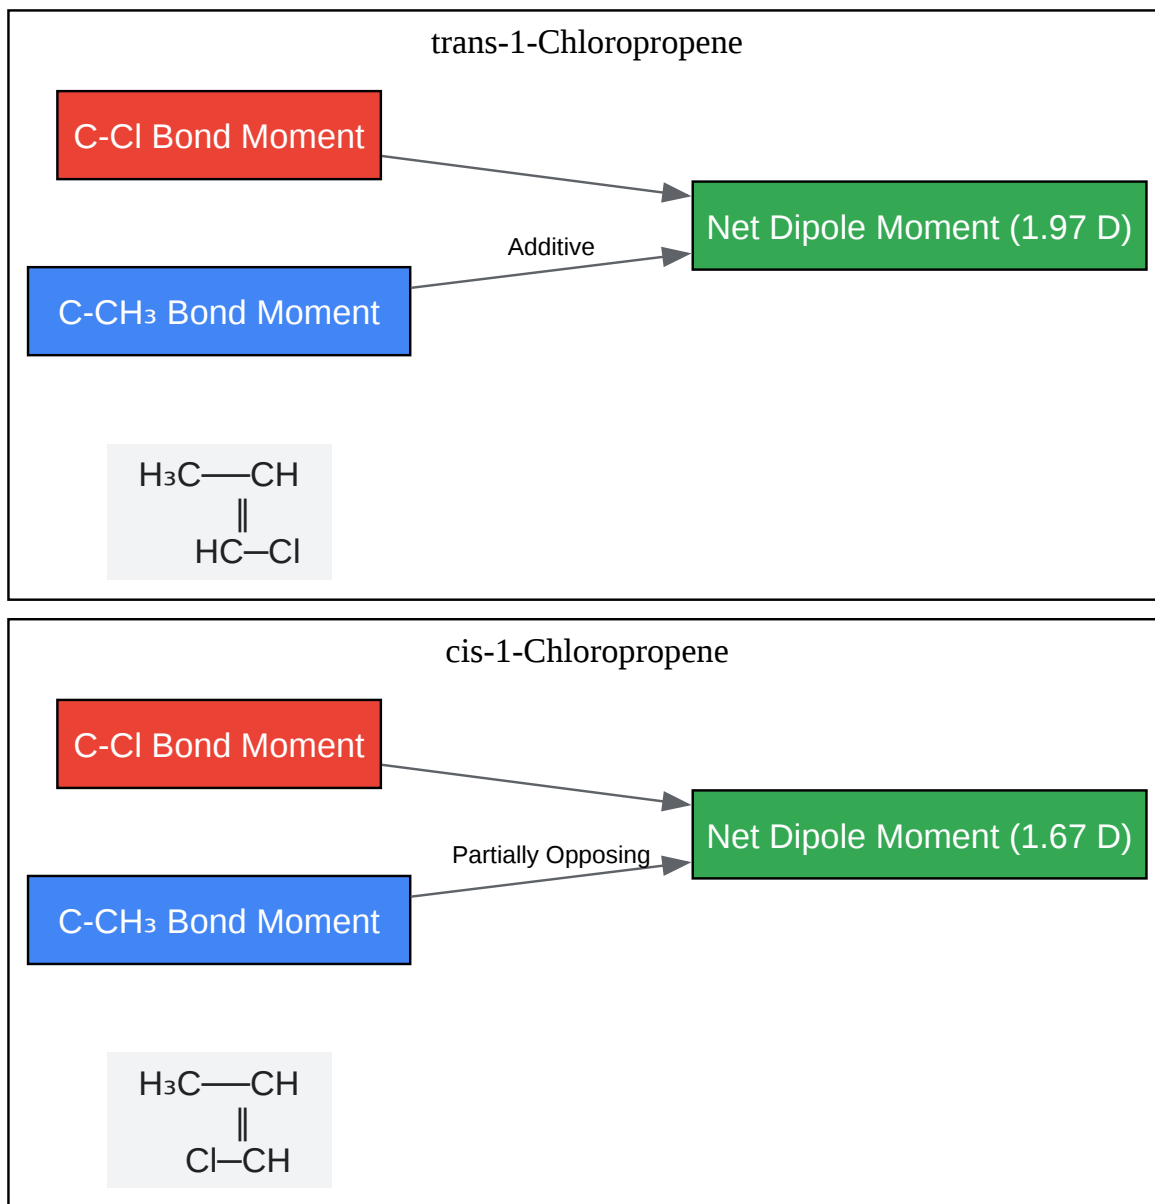 trans-1-Chloropropene
C-Cl Bond Moment
Net Dipole Moment (1.97 D)
Additive
C-CH₃ Bond Moment
H₃C──CH
‖
HC─Cl
cis-1-Chloropropene
C-Cl Bond Moment
Net Dipole Moment (1.67 D)
Partially Opposing
C-CH₃ Bond Moment
H₃C──CH
‖
Cl─CH